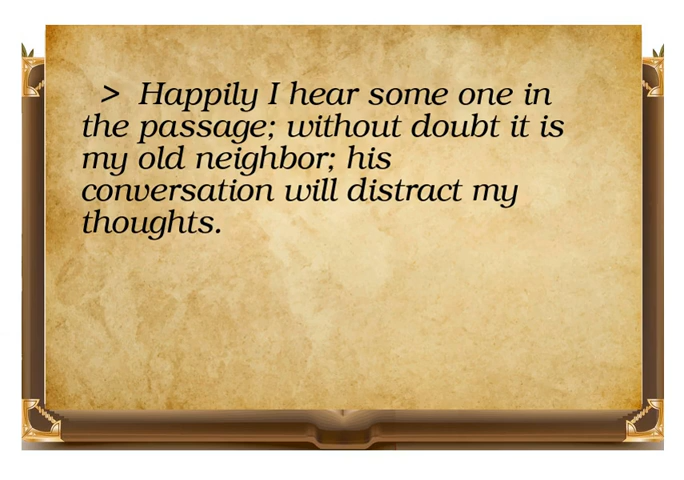 > Happily I hear some one in
the passage; without doubt it is
my old neighbor; his
conversation will distract my
thoughts.